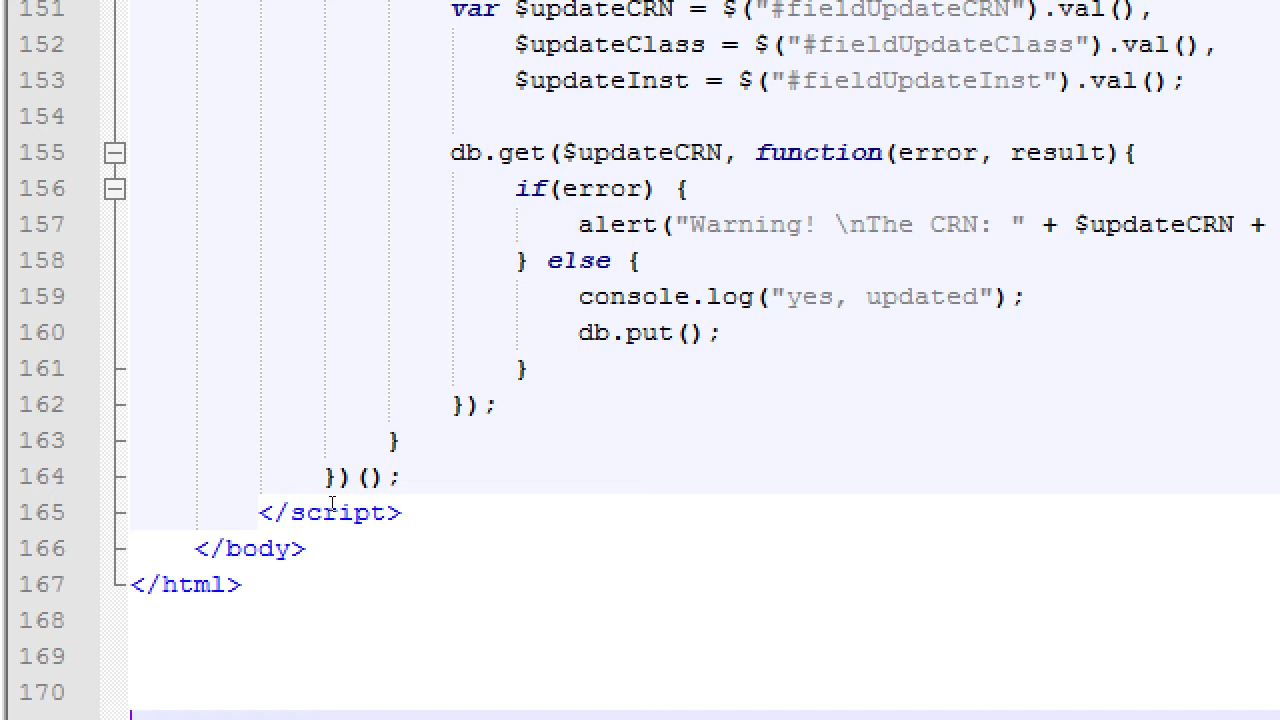 151 var $updateCRN = $("#fieldUpdateCRN").val(),
152 $updateClass = $("#fieldUpdateClass").val(),
153 $updateInst = $("#fieldUpdateInst").val();
154
155 db.get($updateCRN, function(error, result){
156 if(error) {
157 alert("Warning! \nThe CRN: " + $updateCRN +
158 } else {
159 console.log("yes, updated");
160 db.put();
161 }
162 });
163 }
164 })();
165 </script>
166 </body>
167 </html>
168
169
170